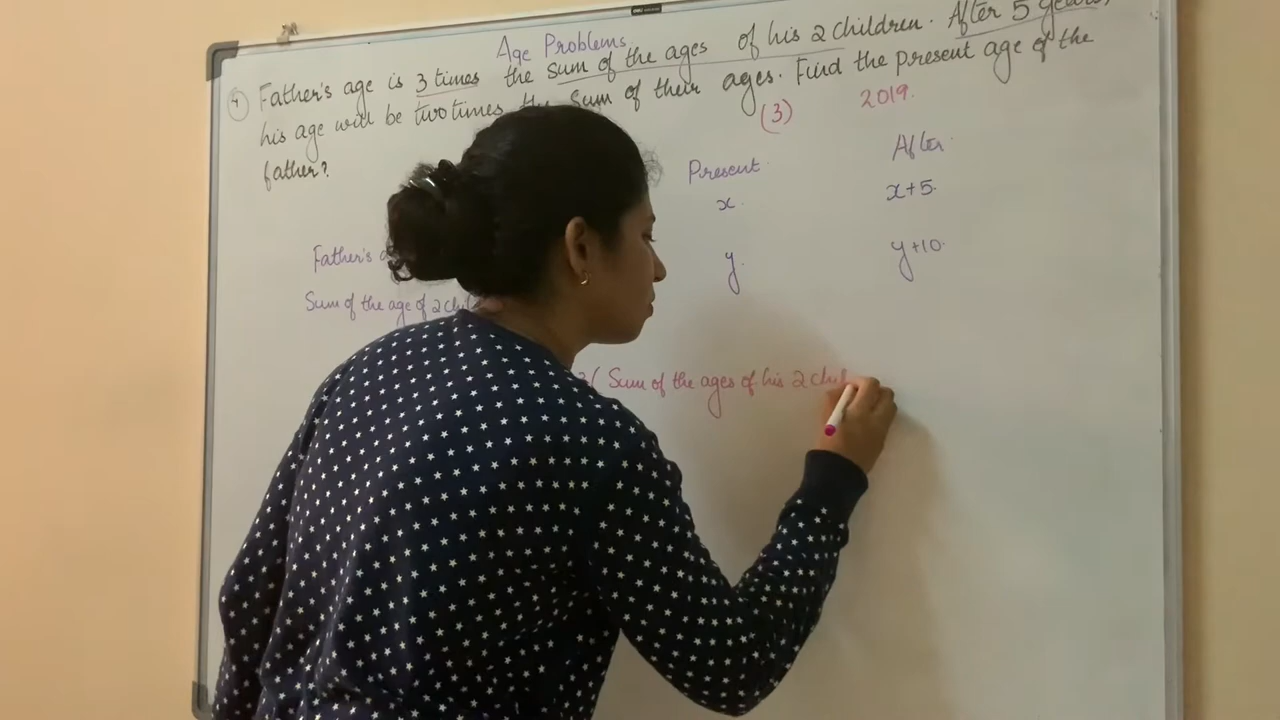 Age Problems.
4) Father's age is 3 times the sum of the ages of his 2 children. After 5 years,
his age will be two times the sum of their ages. Find the present age of the
father?
(3) 2019.
Present After
x x+5.
Father's
y. y+10.
Sum of the age of 2
3( Sum of the ages of his 2